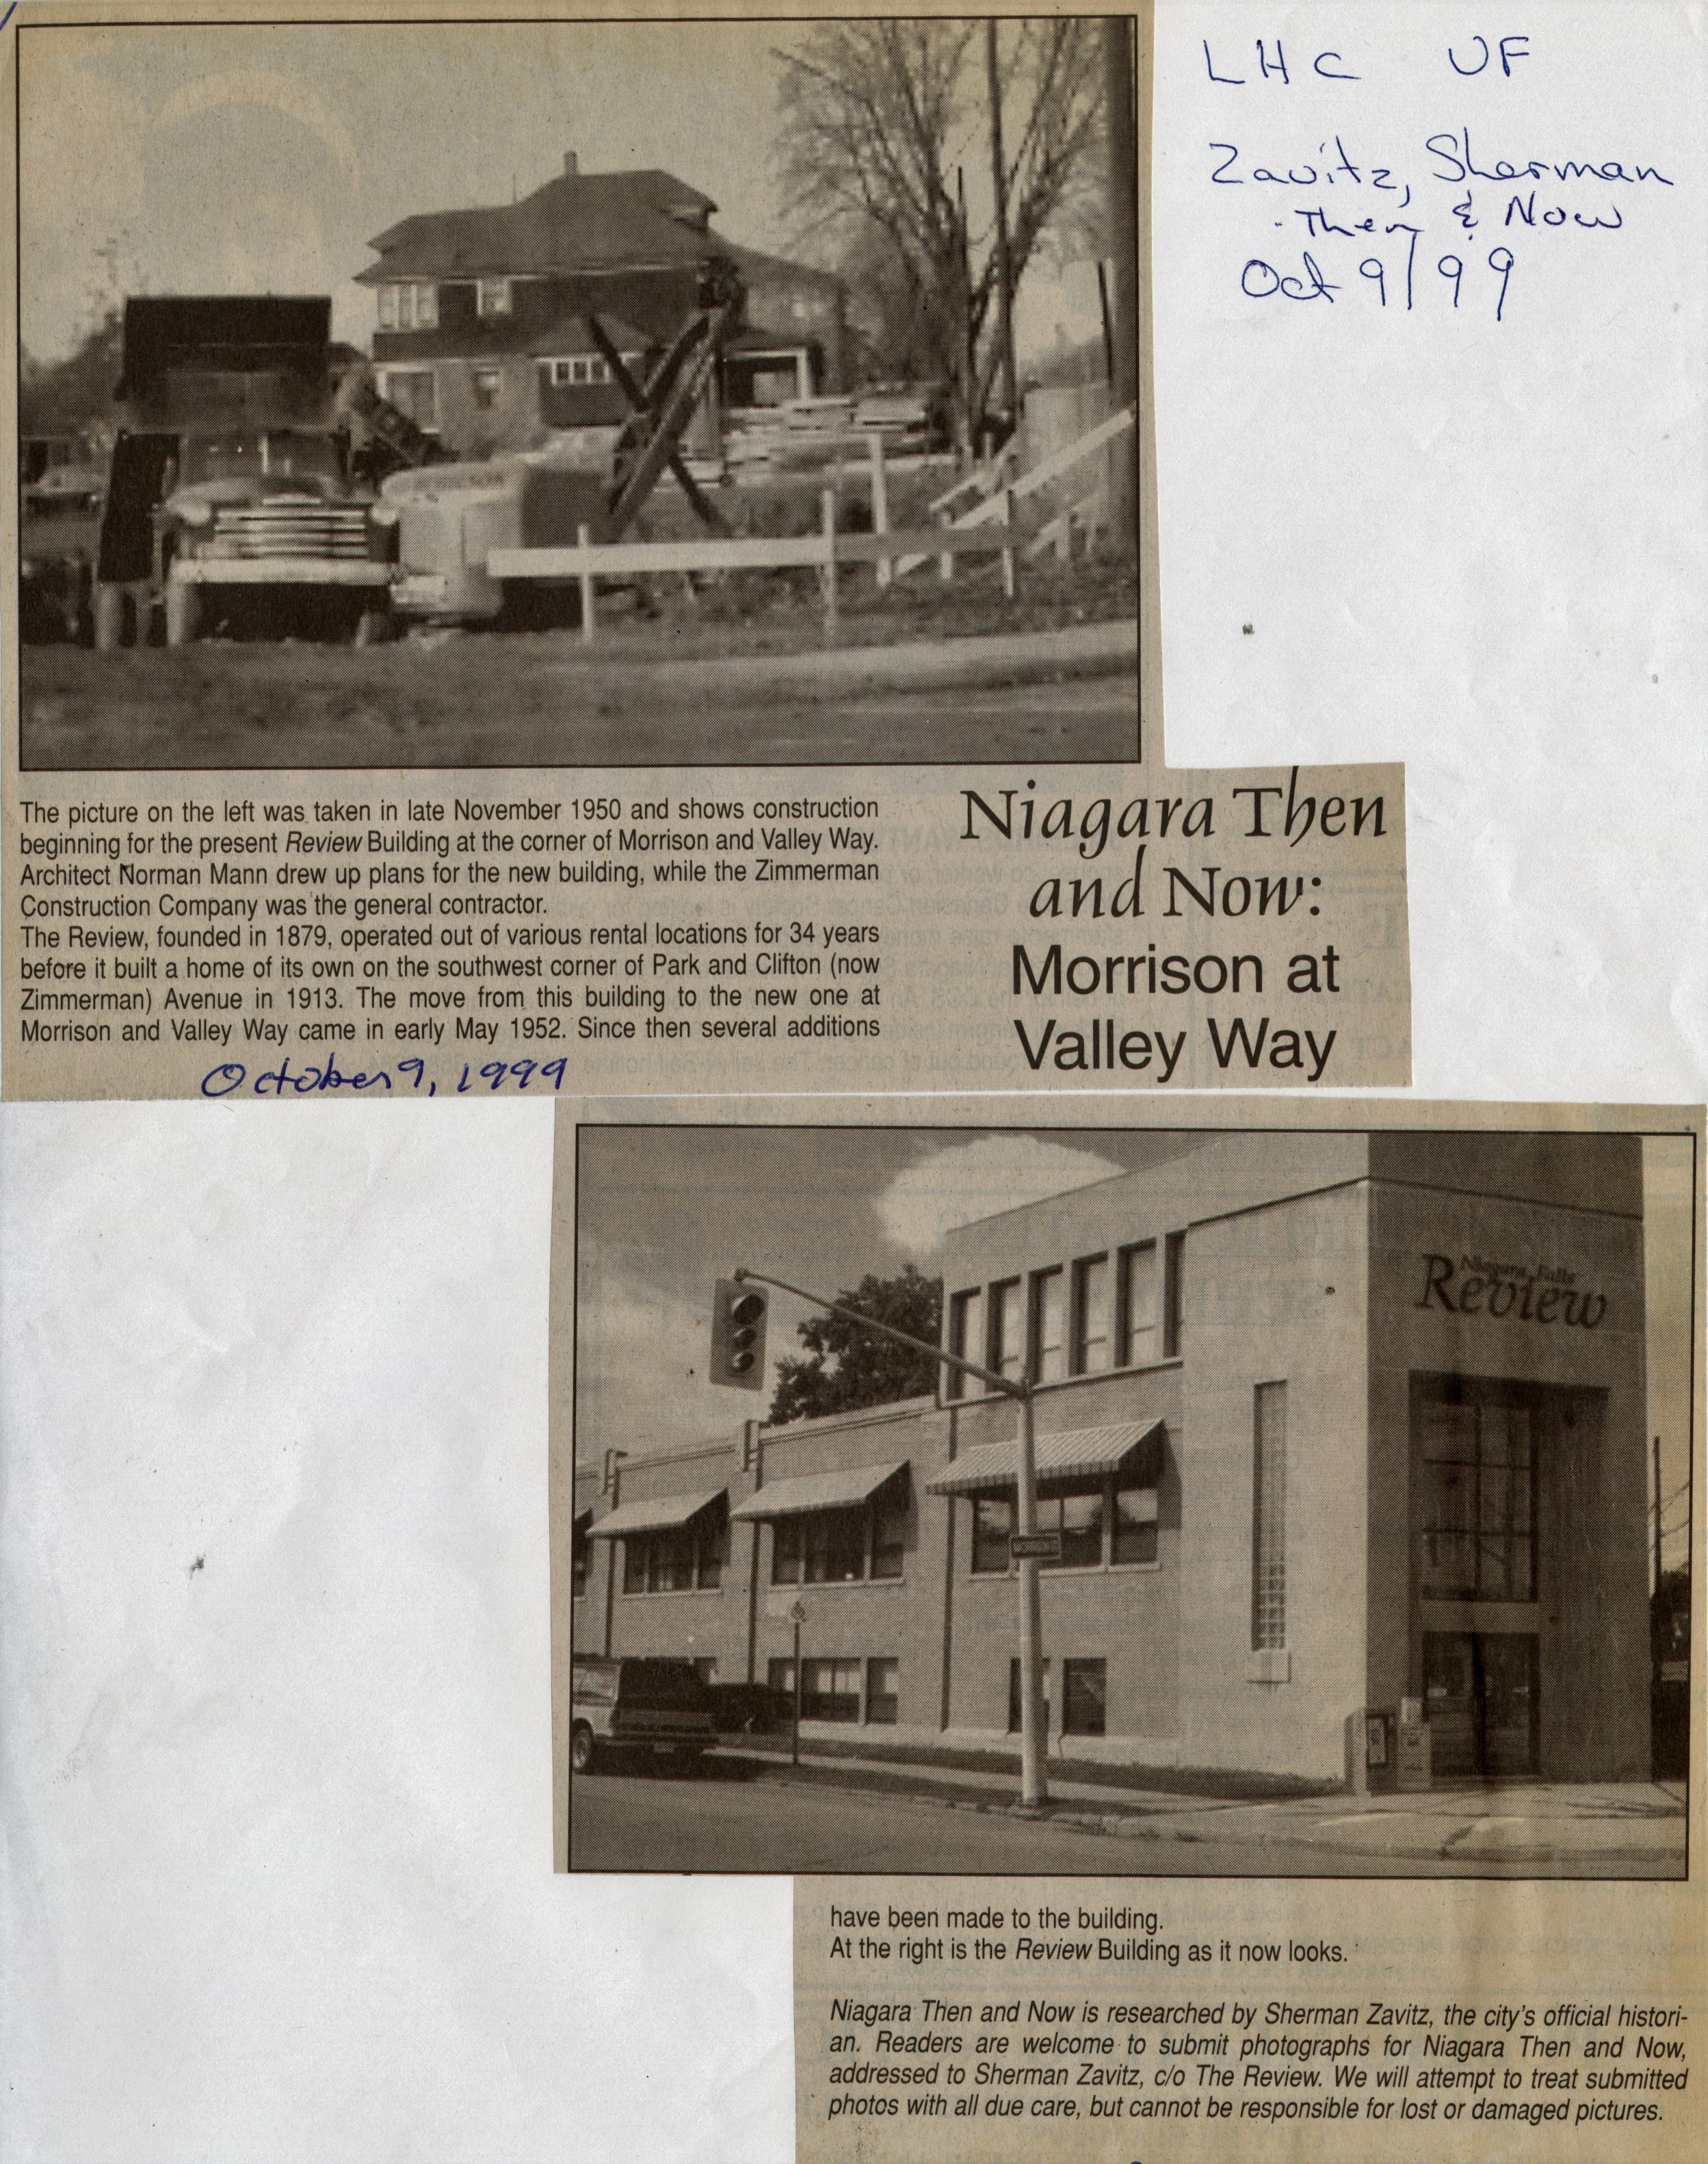 LHC VF
Zavitz, Sherman
- Then & Now
Oct 9/99
The picture on the left was taken in late November 1950 and shows construction
beginning for the present Review Building at the corner of Morrison and Valley Way.
Architect Norman Mann drew up plans for the new building, while the Zimmerman
Construction Company was the general contractor.
The Review, founded in 1879, operated out of various rental locations for 34 years
before it built a home of its own on the southwest corner of Park and Clifton (now
Zimmerman) Avenue in 1913. The move from this building to the new one at
Morrison and Valley Way came in early May 1952. Since then several additions
October 9, 1999
Niagara Then
and Now:
Morrison at
Valley Way
Niagara Falls
Review
have been made to the building.
At the right is the Review Building as it now looks.
Niagara Then and Now is researched by Sherman Zavitz, the city's official histori-
an. Readers are welcome to submit photographs for Niagara Then and Now,
addressed to Sherman Zavitz, c/o The Review. We will attempt to treat submitted
photos with all due care, but cannot be responsible for lost or damaged pictures.